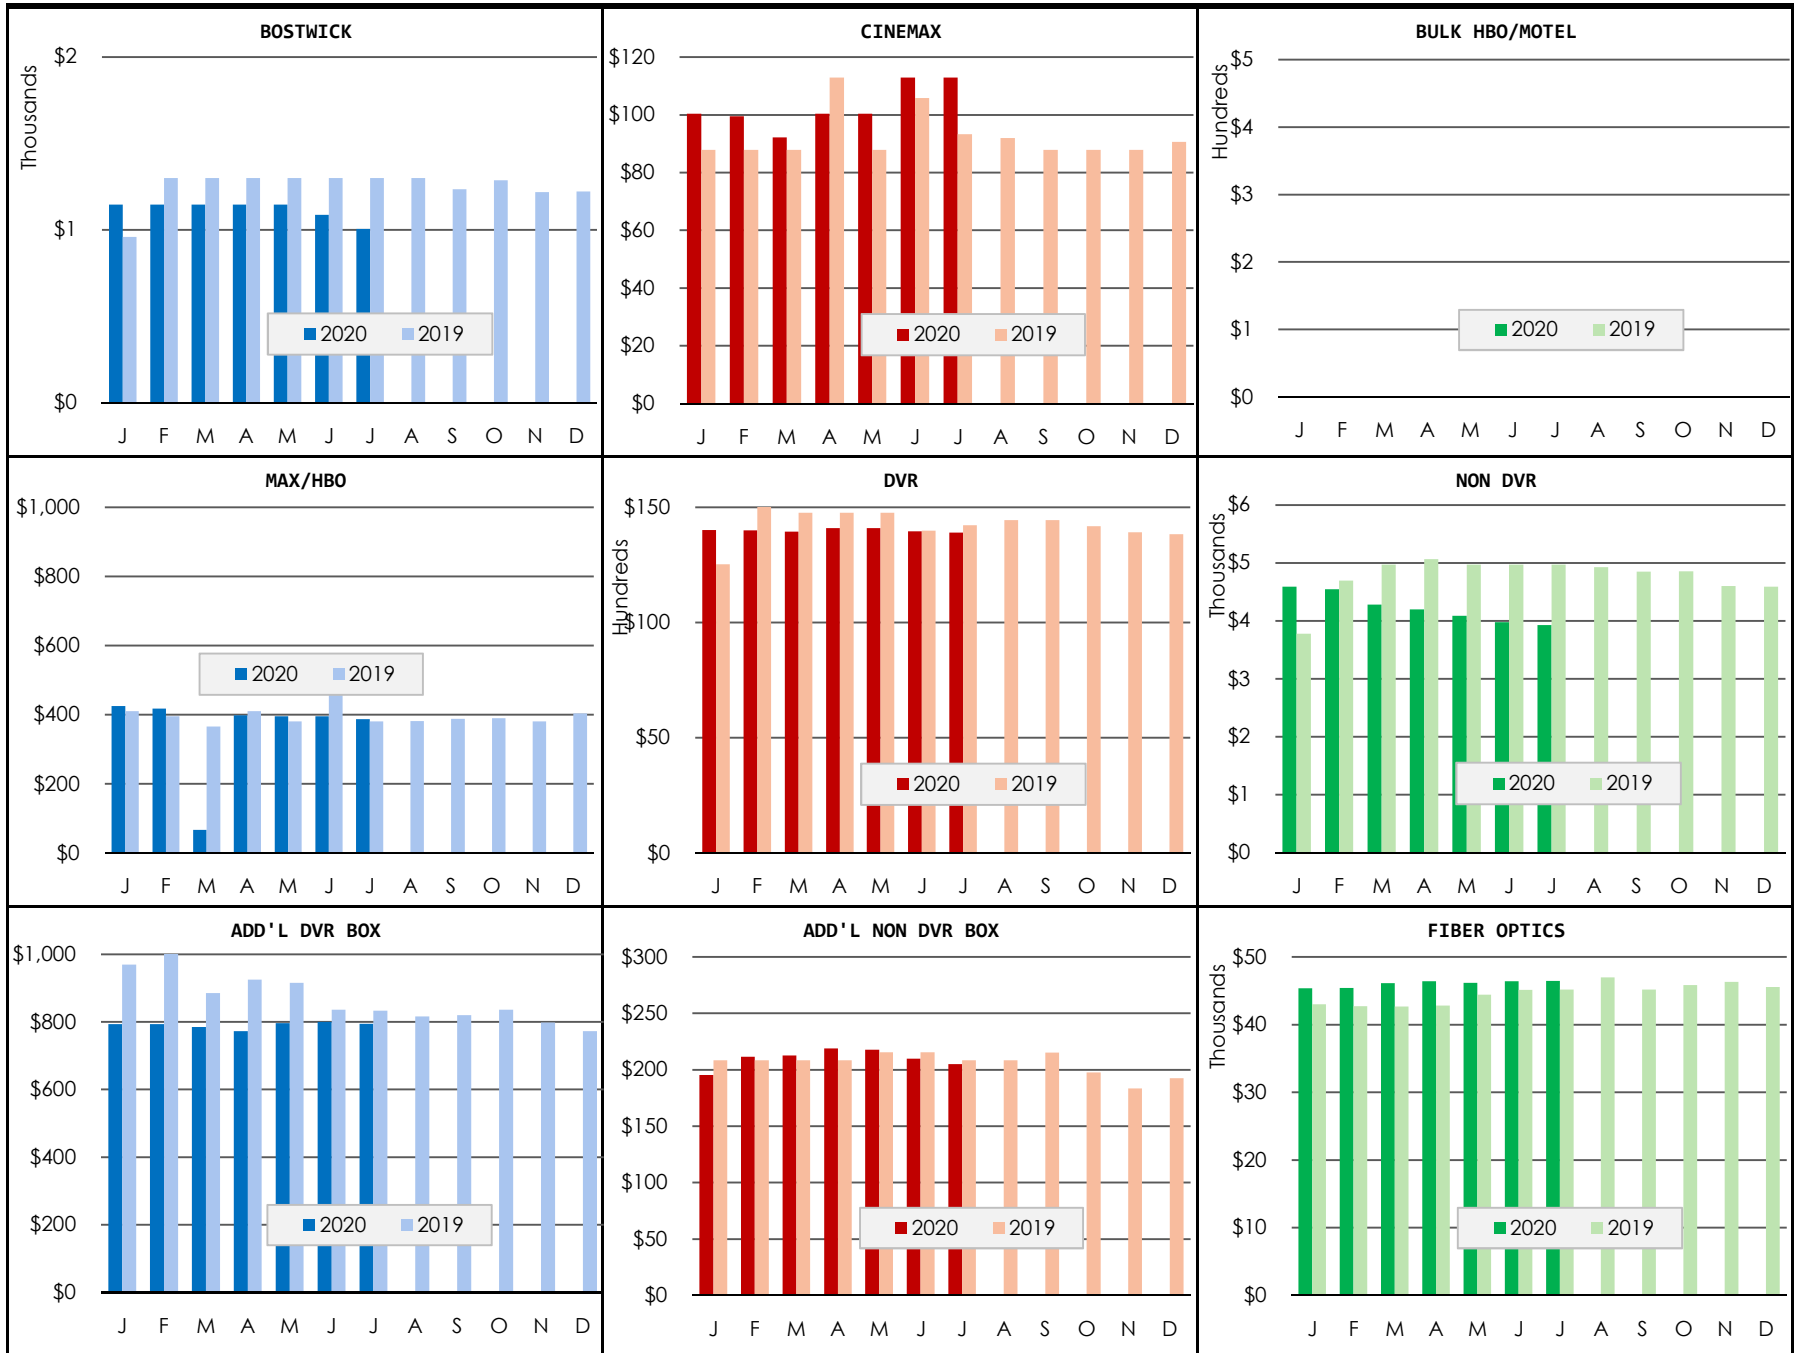 BOSTWICK
Thousands
$2
$1
$0
2020 2019
J F M A M J J A S O N D
CINEMAX
$120
$100
$80
$60
$40
$20
$0
2020 2019
J F M A M J J A S O N D
BULK HBO/MOTEL
Hundreds
$5
$4
$3
$2
$1
$0
2020 2019
J F M A M J J A S O N D
MAX/HBO
$1,000
$800
$600
$400
$200
$0
2020 2019
J F M A M J J A S O N D
DVR
Hundreds
$150
$100
$50
$0
2020 2019
J F M A M J J A S O N D
NON DVR
Thousands
$6
$5
$4
$3
$2
$1
$0
2020 2019
J F M A M J J A S O N D
ADD'L DVR BOX
$1,000
$800
$600
$400
$200
$0
2020 2019
J F M A M J J A S O N D
ADD'L NON DVR BOX
$300
$250
$200
$150
$100
$50
$0
2020 2019
J F M A M J J A S O N D
FIBER OPTICS
Thousands
$50
$40
$30
$20
$10
$0
2020 2019
J F M A M J J A S O N D